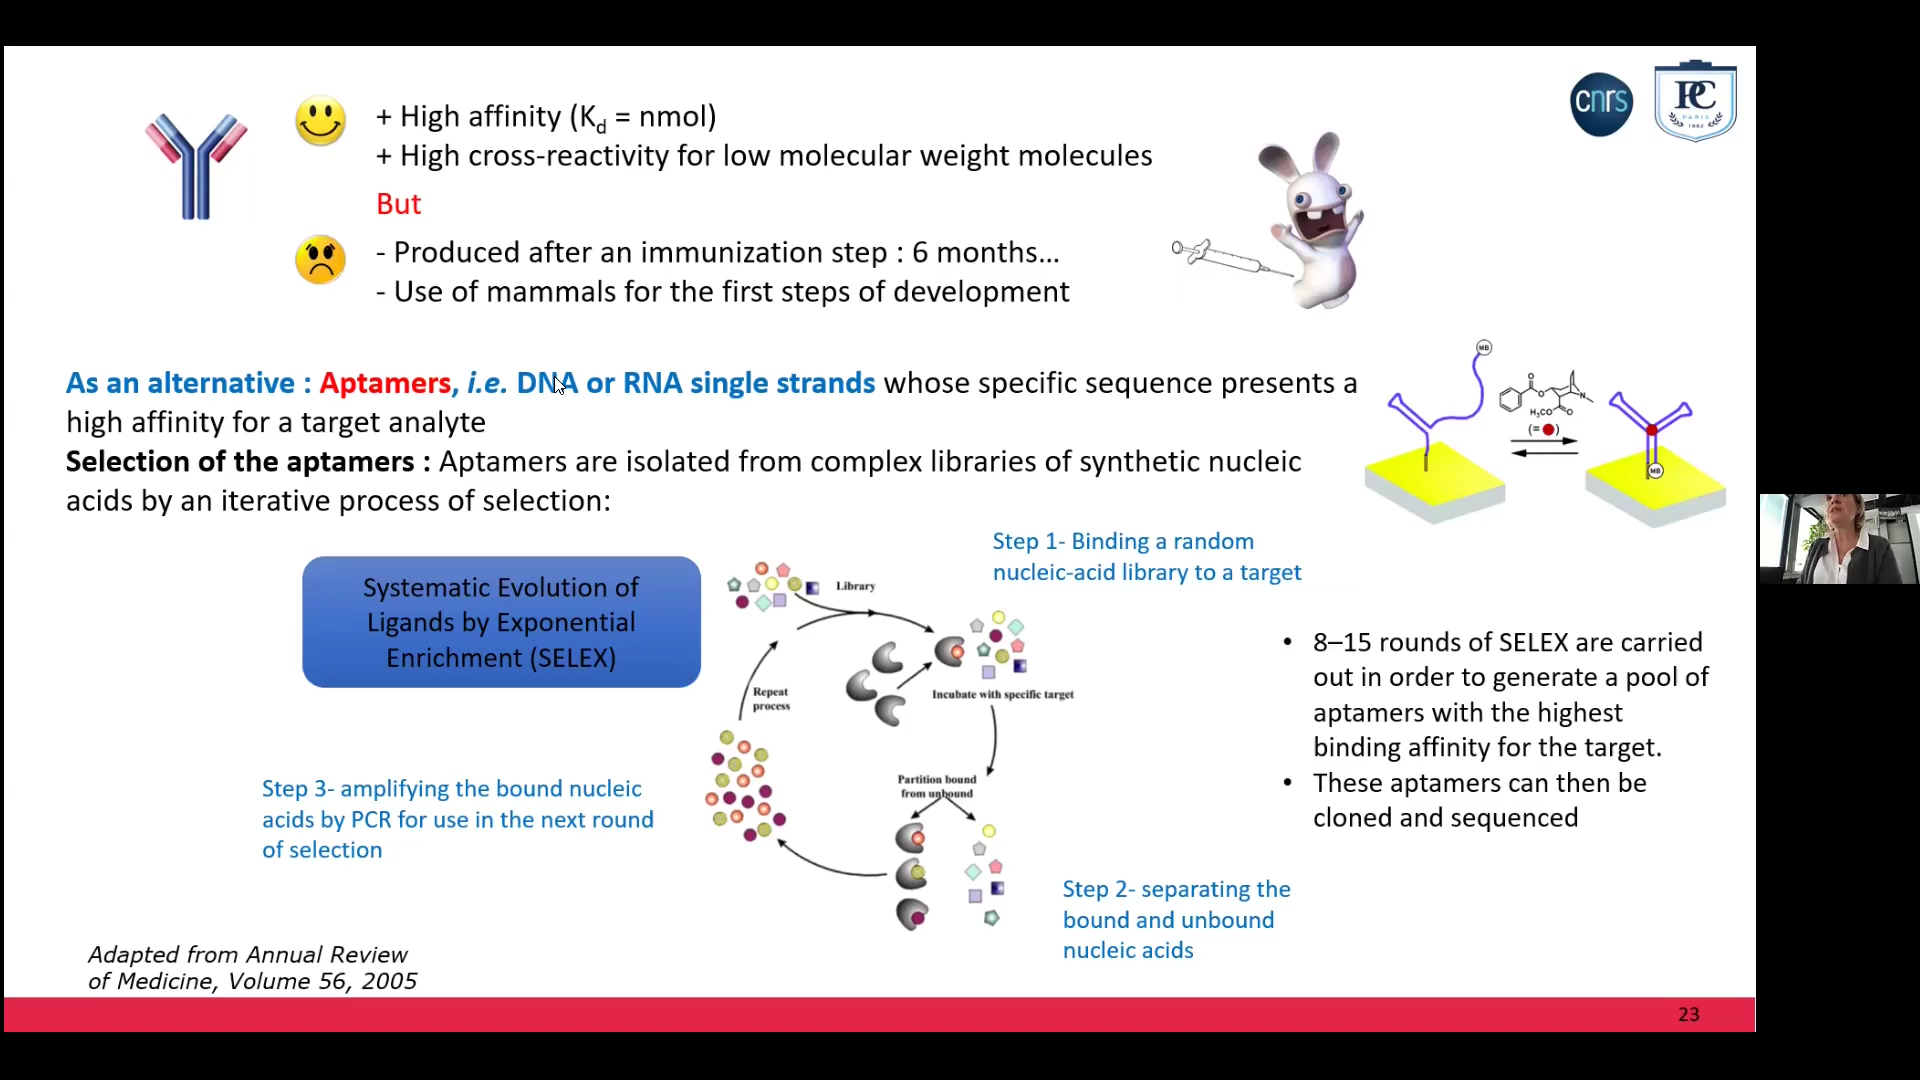 + High affinity (Kd = nmol)
+ High cross-reactivity for low molecular weight molecules
But
- Produced after an immunization step : 6 months...
- Use of mammals for the first steps of development
cnrs
PC
PARIS
1882
As an alternative : Aptamers, i.e. DNA or RNA single strands whose specific sequence presents a
high affinity for a target analyte
Selection of the aptamers : Aptamers are isolated from complex libraries of synthetic nucleic
acids by an iterative process of selection:
MB
O
O
N
H3CO
O
(= )
MB
Systematic Evolution of
Ligands by Exponential
Enrichment (SELEX)
Library
Step 1- Binding a random
nucleic-acid library to a target
Incubate with specific target
Repeat
process
Partition bound
from unbound
Step 3- amplifying the bound nucleic
acids by PCR for use in the next round
of selection
Step 2- separating the
bound and unbound
nucleic acids
• 8–15 rounds of SELEX are carried
out in order to generate a pool of
aptamers with the highest
binding affinity for the target.
• These aptamers can then be
cloned and sequenced
Adapted from Annual Review
of Medicine, Volume 56, 2005
23